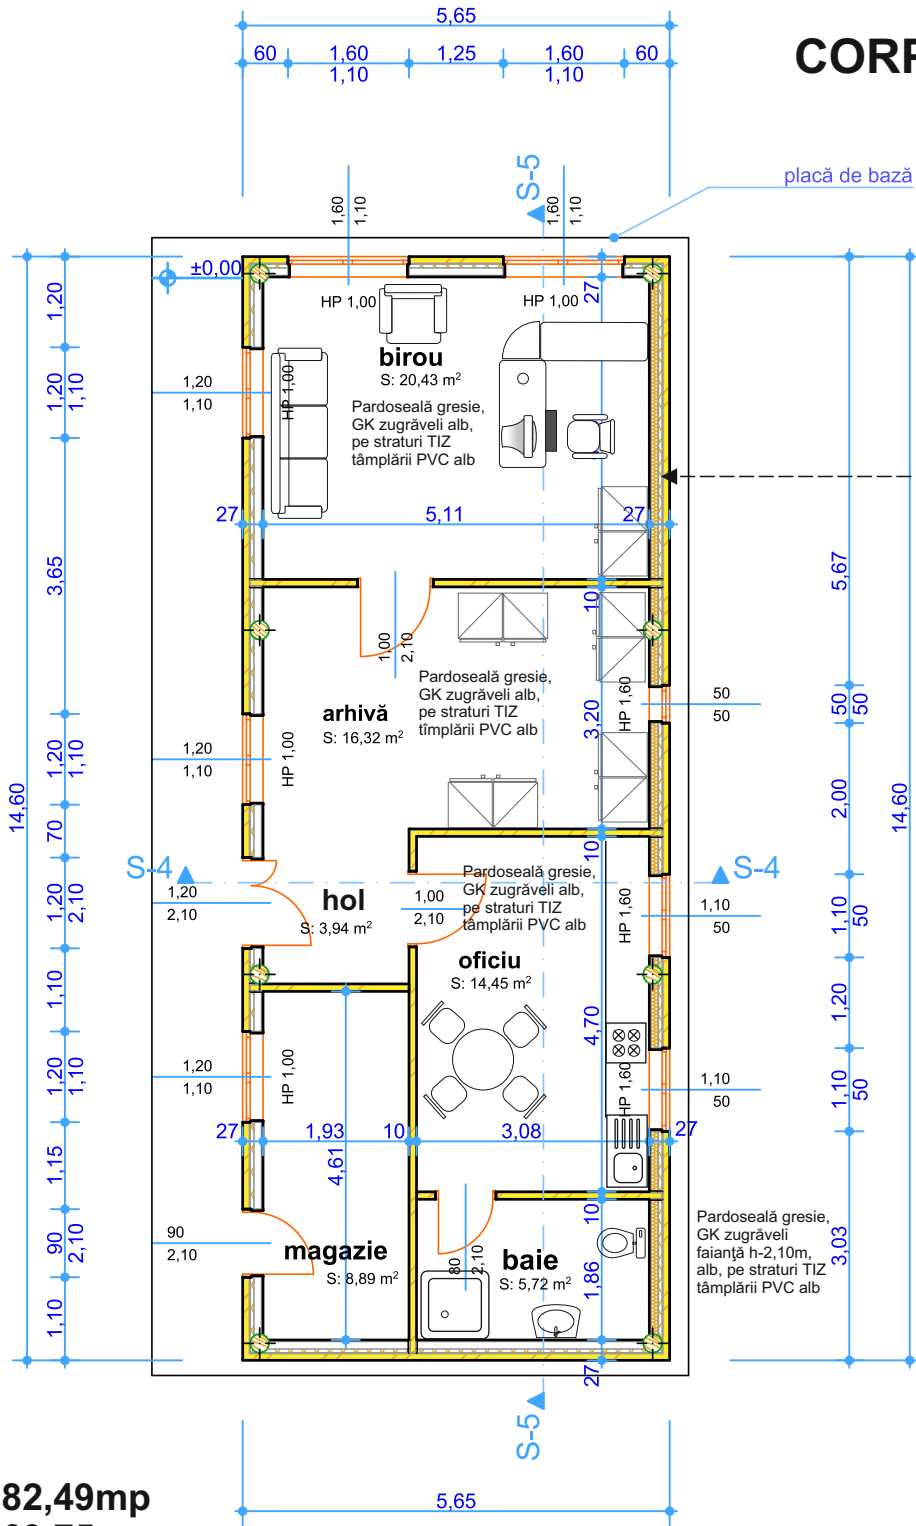 5,65
60 1,60 1,25 1,60 60
1,10 1,10
S-5
placă de bază
1,60
1,10
1,60
1,10
±0,00
HP 1,00
HP 1,00
27
birou
S: 20,43 m²
Pardoseală gresie,
GK zugrăveli alb,
pe straturi TIZ
tâmplării PVC alb
HP 1,00
1,20
1,10
27 5,11 27
10
1,00
2,10
Pardoseală gresie,
GK zugrăveli alb,
pe straturi TIZ
tîmplării PVC alb
arhivă
S: 16,32 m²
HP 1,60
50
50
3,20
1,20
1,10
HP 1,00
10
S-4
S-4
Pardoseală gresie,
GK zugrăveli alb,
pe straturi TIZ
tâmplării PVC alb
1,20
2,10
hol
S: 3,94 m²
1,00
2,10
HP 1,60
1,10
50
oficiu
S: 14,45 m²
4,70
1,20
1,10
HP 1,00
HP 1,60
1,10
50
27 1,93 10 3,08 27
4,61
90
2,10
magazie
S: 8,89 m²
80
2,10
10
baie
S: 5,72 m²
1,86
Pardoseală gresie,
GK zugrăveli
faianţă h-2,10m,
alb, pe straturi TIZ
tâmplării PVC alb
27
S-5
5,65
14,60
1,20
1,20
1,10
3,65
1,20
1,10
70
1,20
2,10
1,10
1,20
1,10
1,15
90
2,10
1,10
5,67
50
50
2,00
1,10
50
1,20
1,10
50
3,03
14,60
82,49mp